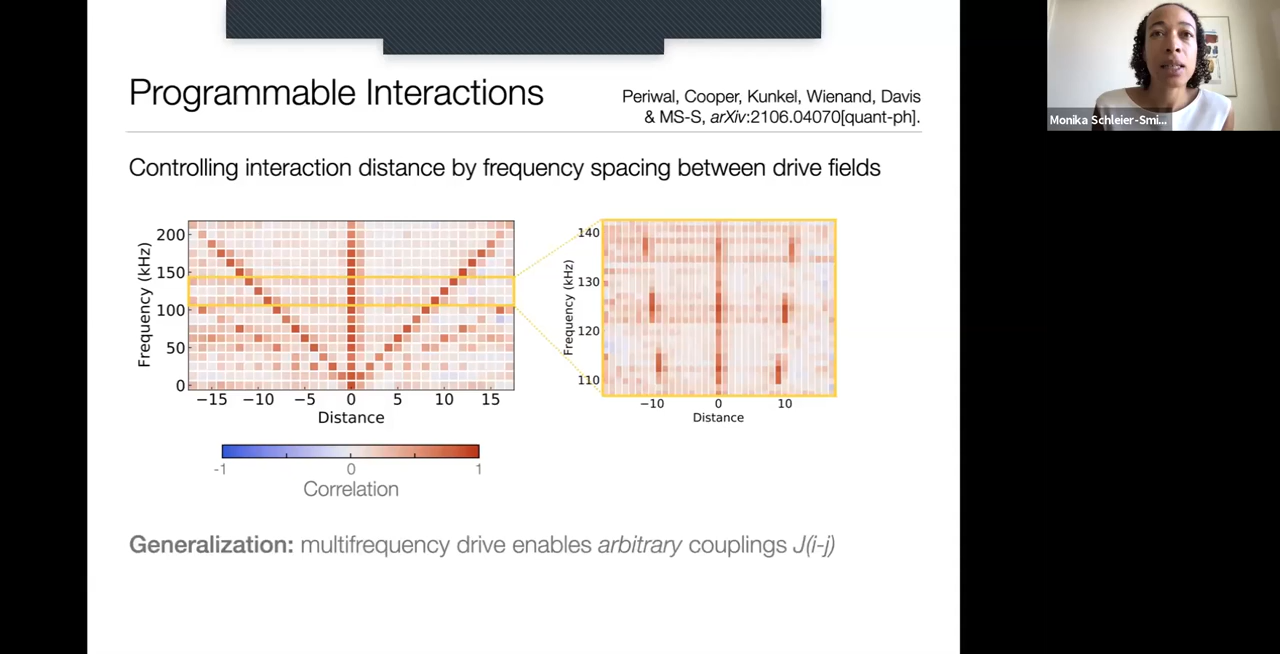 Programmable Interactions
Periwal, Cooper, Kunkel, Wienand, Davis
& MS-S, arXiv:2106.04070[quant-ph].
Monika Schleier-Smi...
Controlling interaction distance by frequency spacing between drive fields
Frequency (kHz)
200
150
100
50
0
−15 −10 −5 0 5 10 15
Distance
Frequency (kHz)
140
130
120
110
−10 0 10
Distance
-1 0 1
Correlation
Generalization: multifrequency drive enables arbitrary couplings J(i-j)